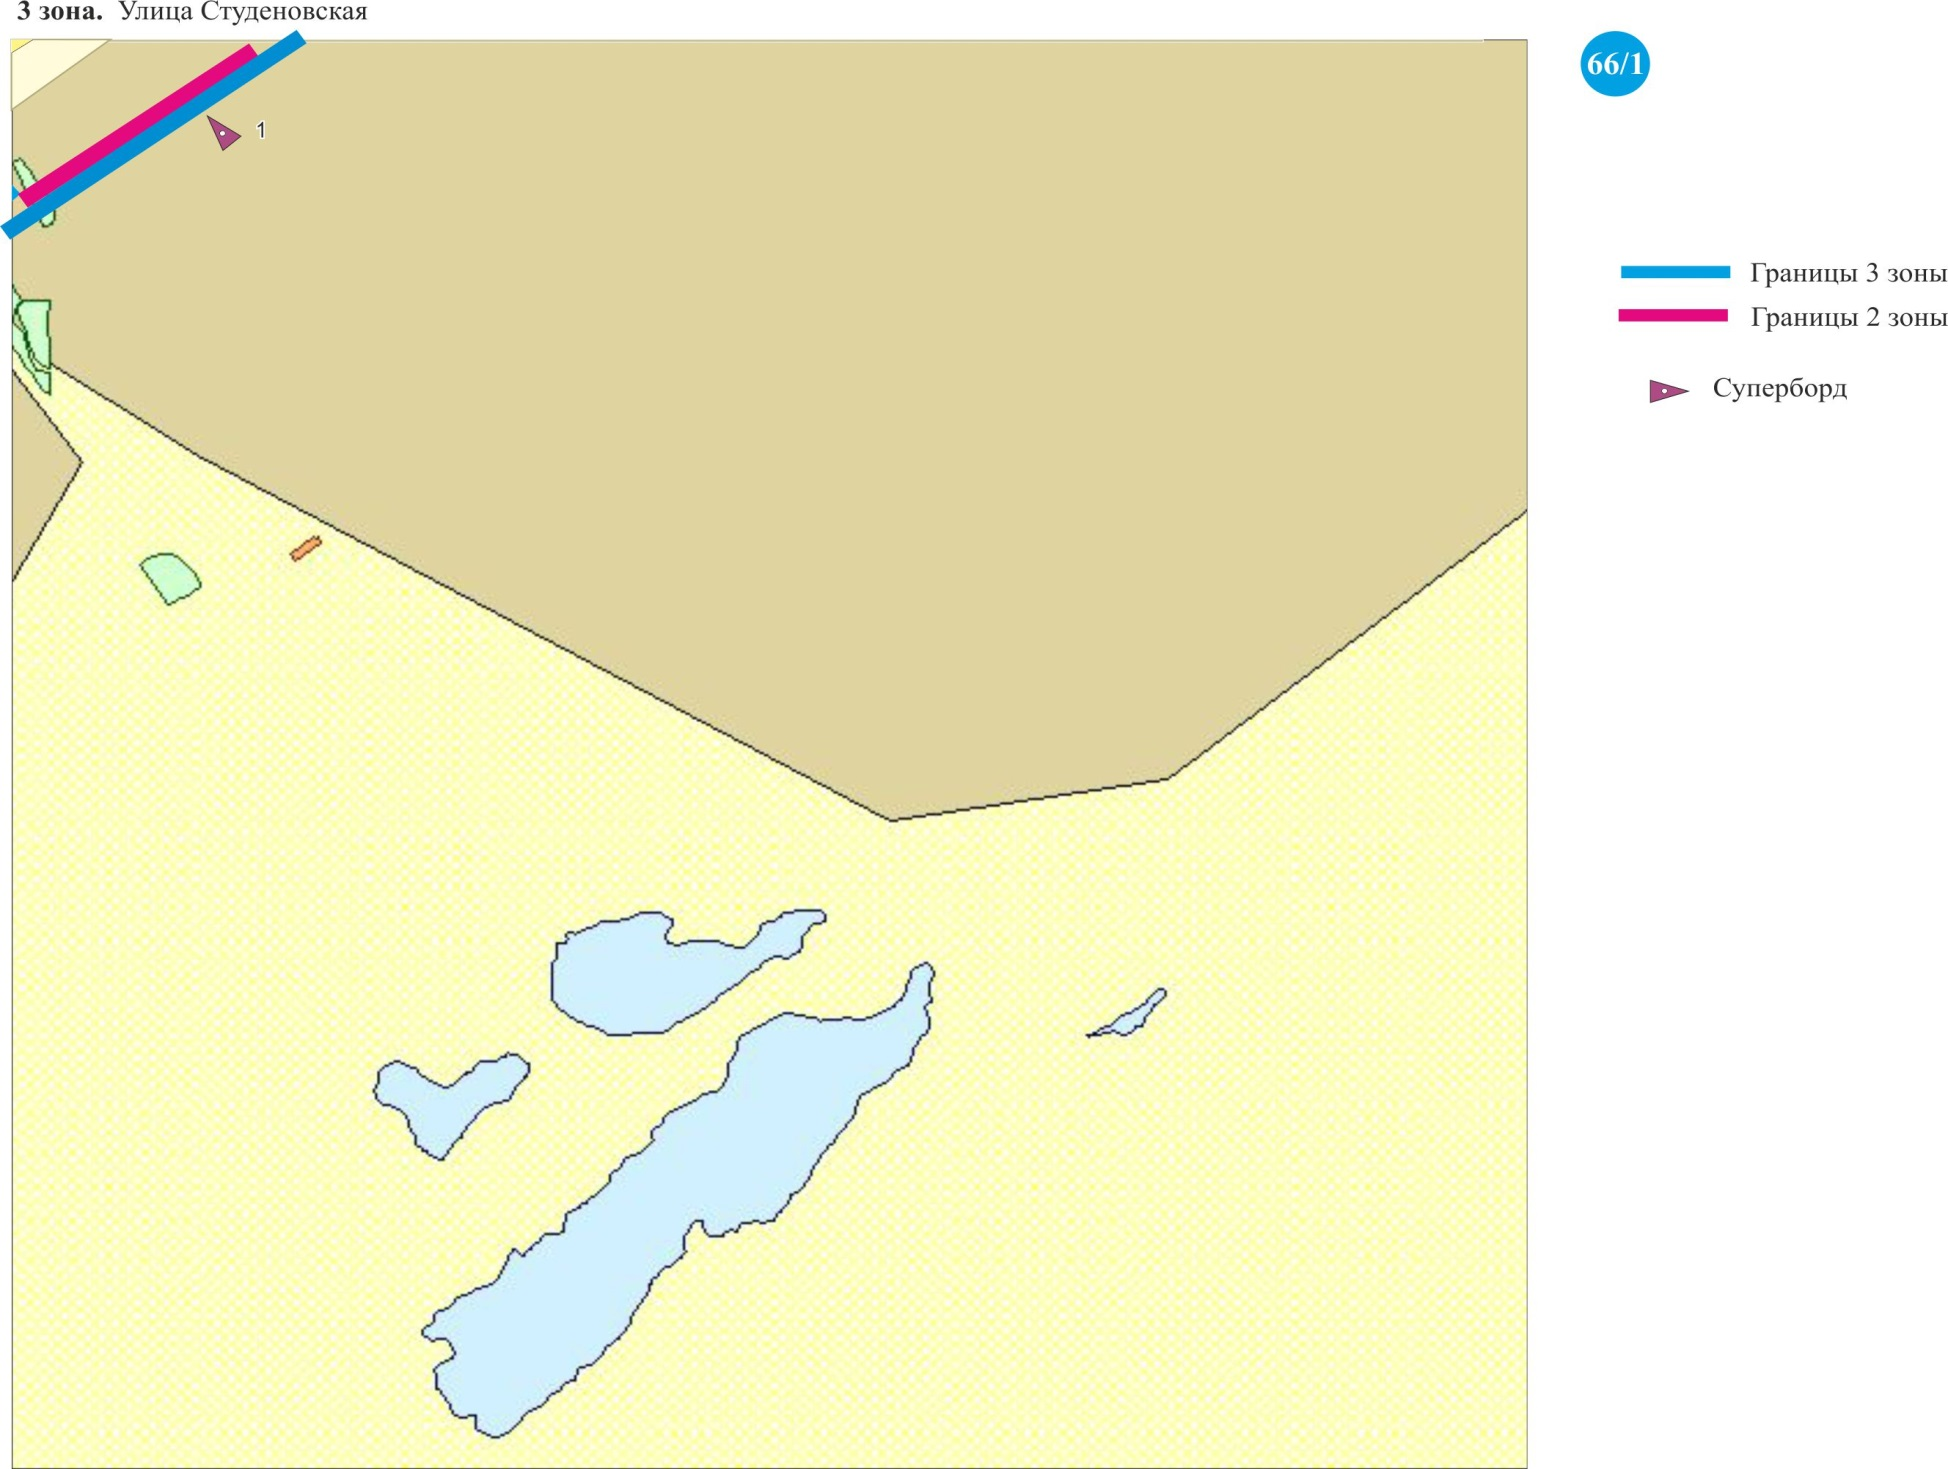 3 зона. Улица Студеновская
66/1
1
Границы 3 зоны
Границы 2 зоны
Суперборд